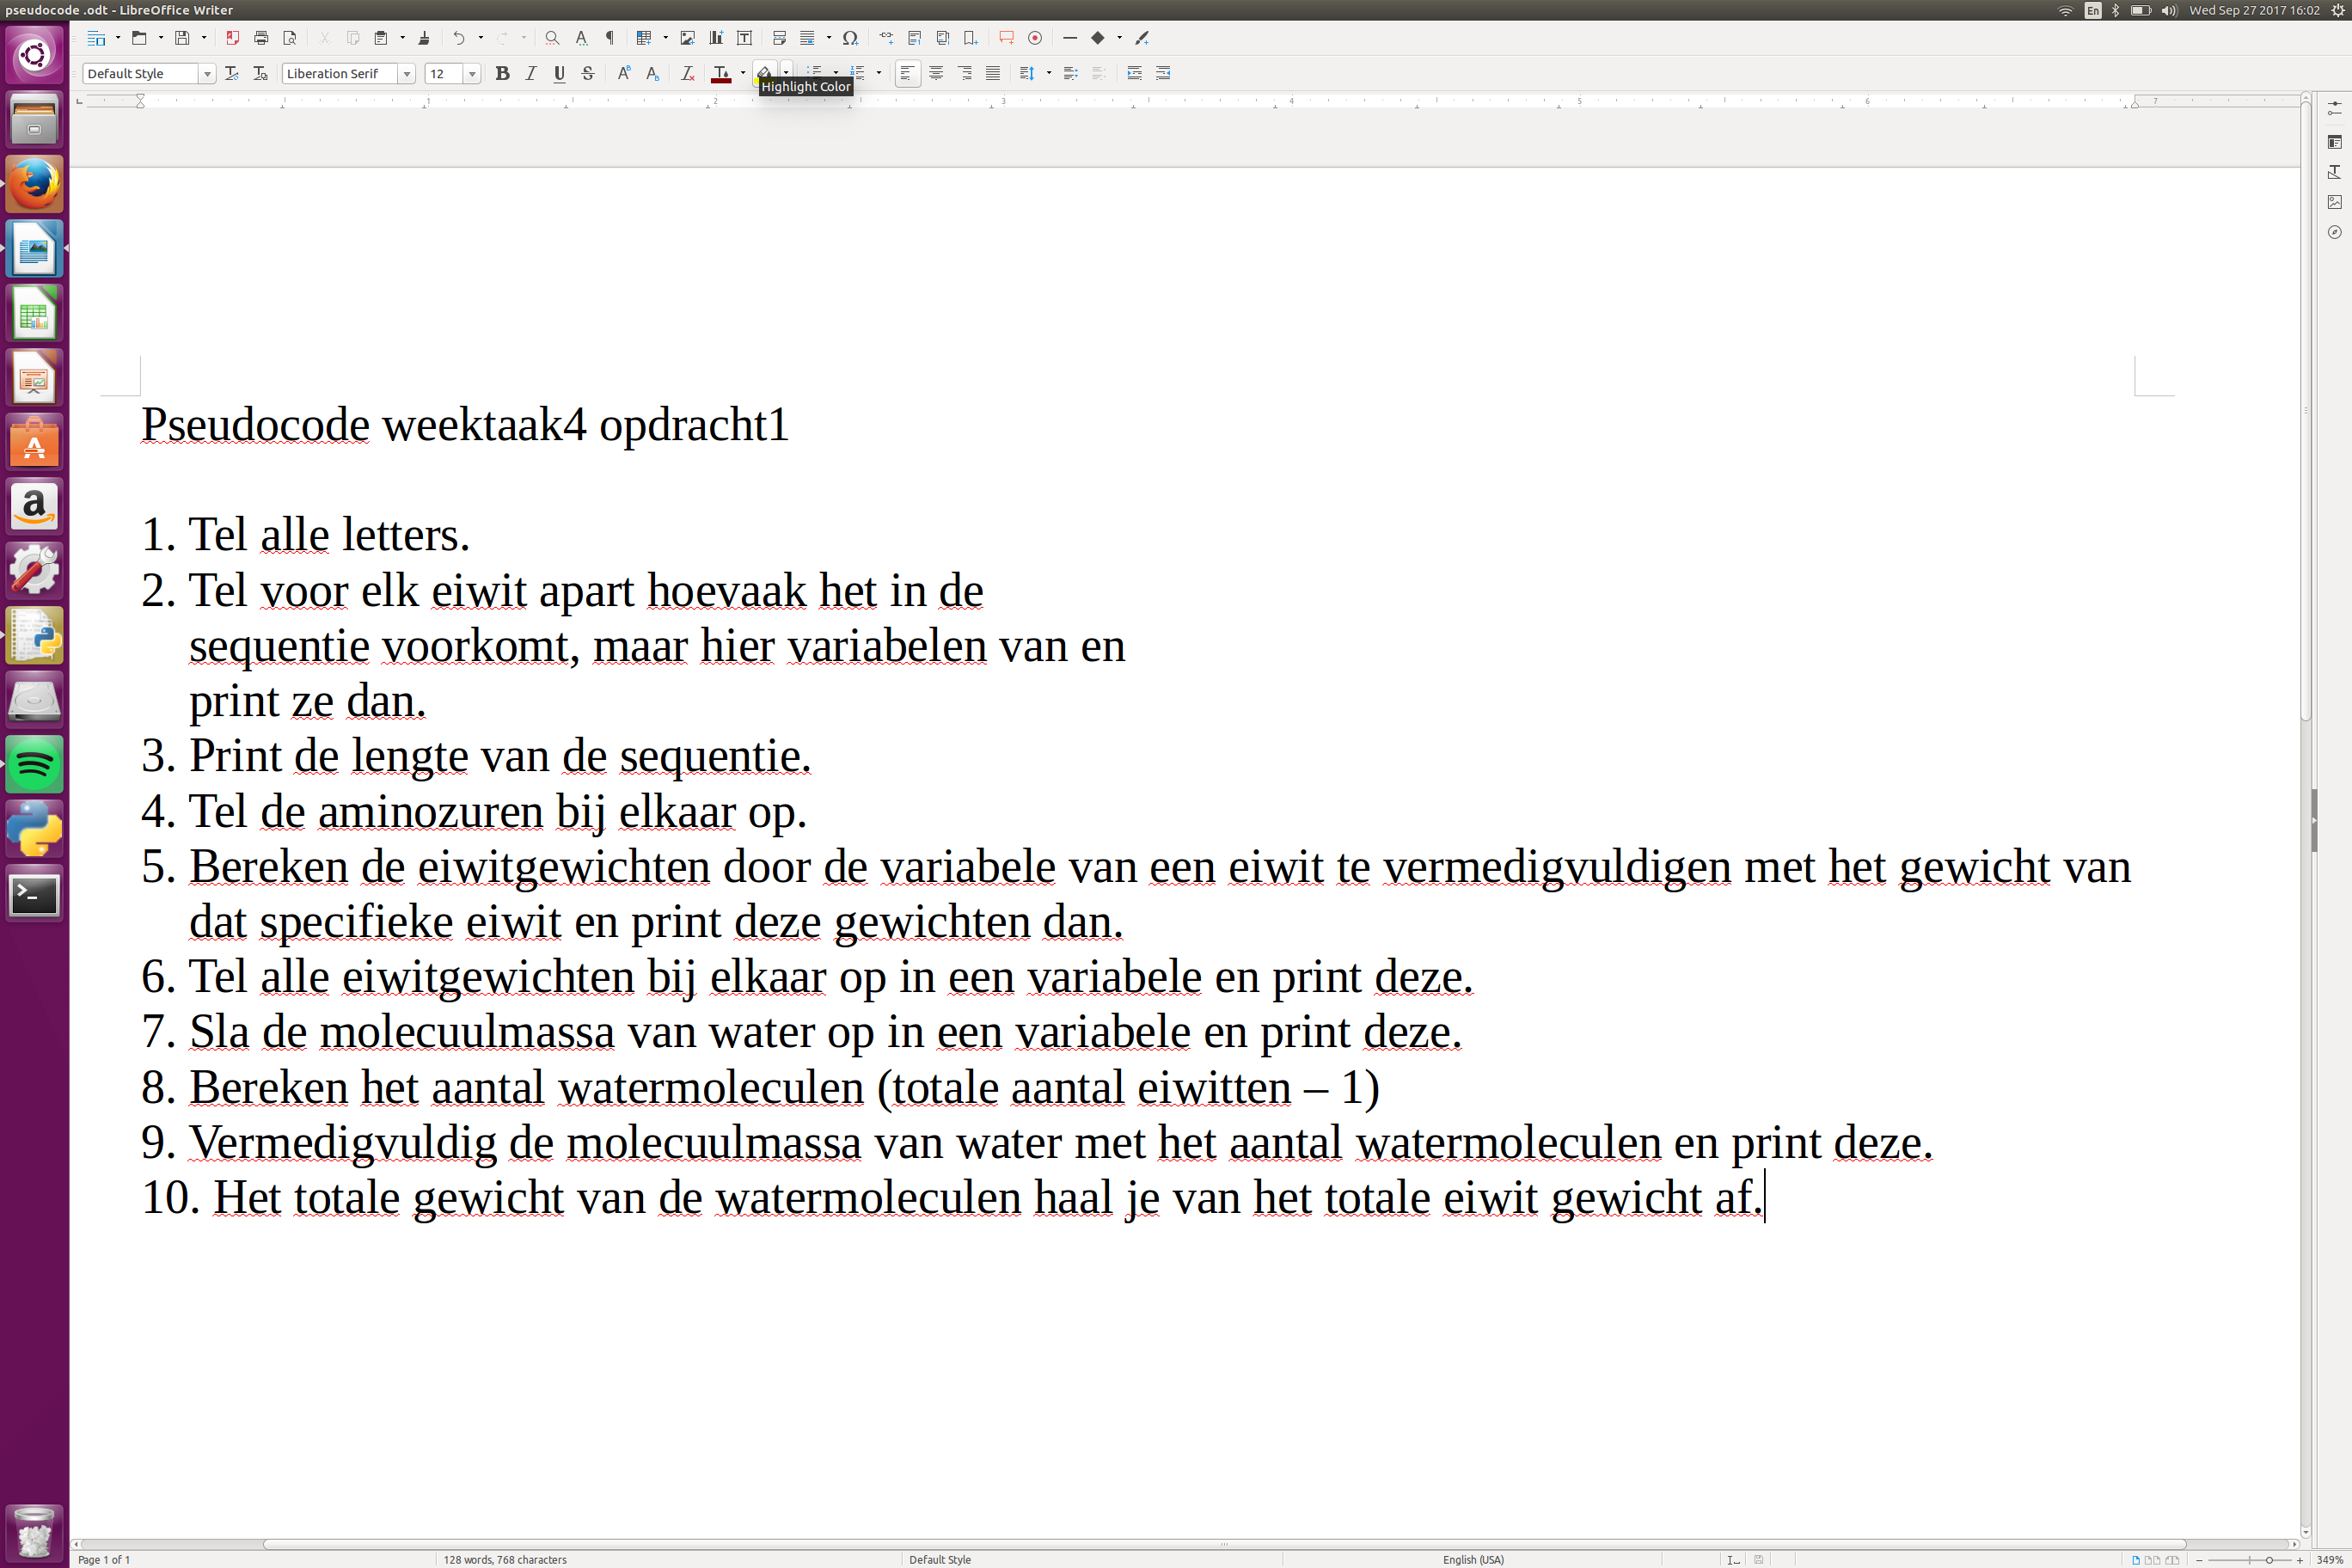 pseudocode .odt - LibreOffice Writer
En
Wed Sep 27 2017 16:02
Default Style
Liberation Serif
12
Highlight Color
1 2 3 4 5 6 7
Pseudocode weektaak4 opdracht1
1. Tel alle letters.
2. Tel voor elk eiwit apart hoevaak het in de
sequentie voorkomt, maar hier variabelen van en
print ze dan.
3. Print de lengte van de sequentie.
4. Tel de aminozuren bij elkaar op.
5. Bereken de eiwitgewichten door de variabele van een eiwit te vermedigvuldigen met het gewicht van
dat specifieke eiwit en print deze gewichten dan.
6. Tel alle eiwitgewichten bij elkaar op in een variabele en print deze.
7. Sla de molecuulmassa van water op in een variabele en print deze.
8. Bereken het aantal watermoleculen (totale aantal eiwitten – 1)
9. Vermedigvuldig de molecuulmassa van water met het aantal watermoleculen en print deze.
10. Het totale gewicht van de watermoleculen haal je van het totale eiwit gewicht af.
Page 1 of 1
128 words, 768 characters
Default Style
English (USA)
349%